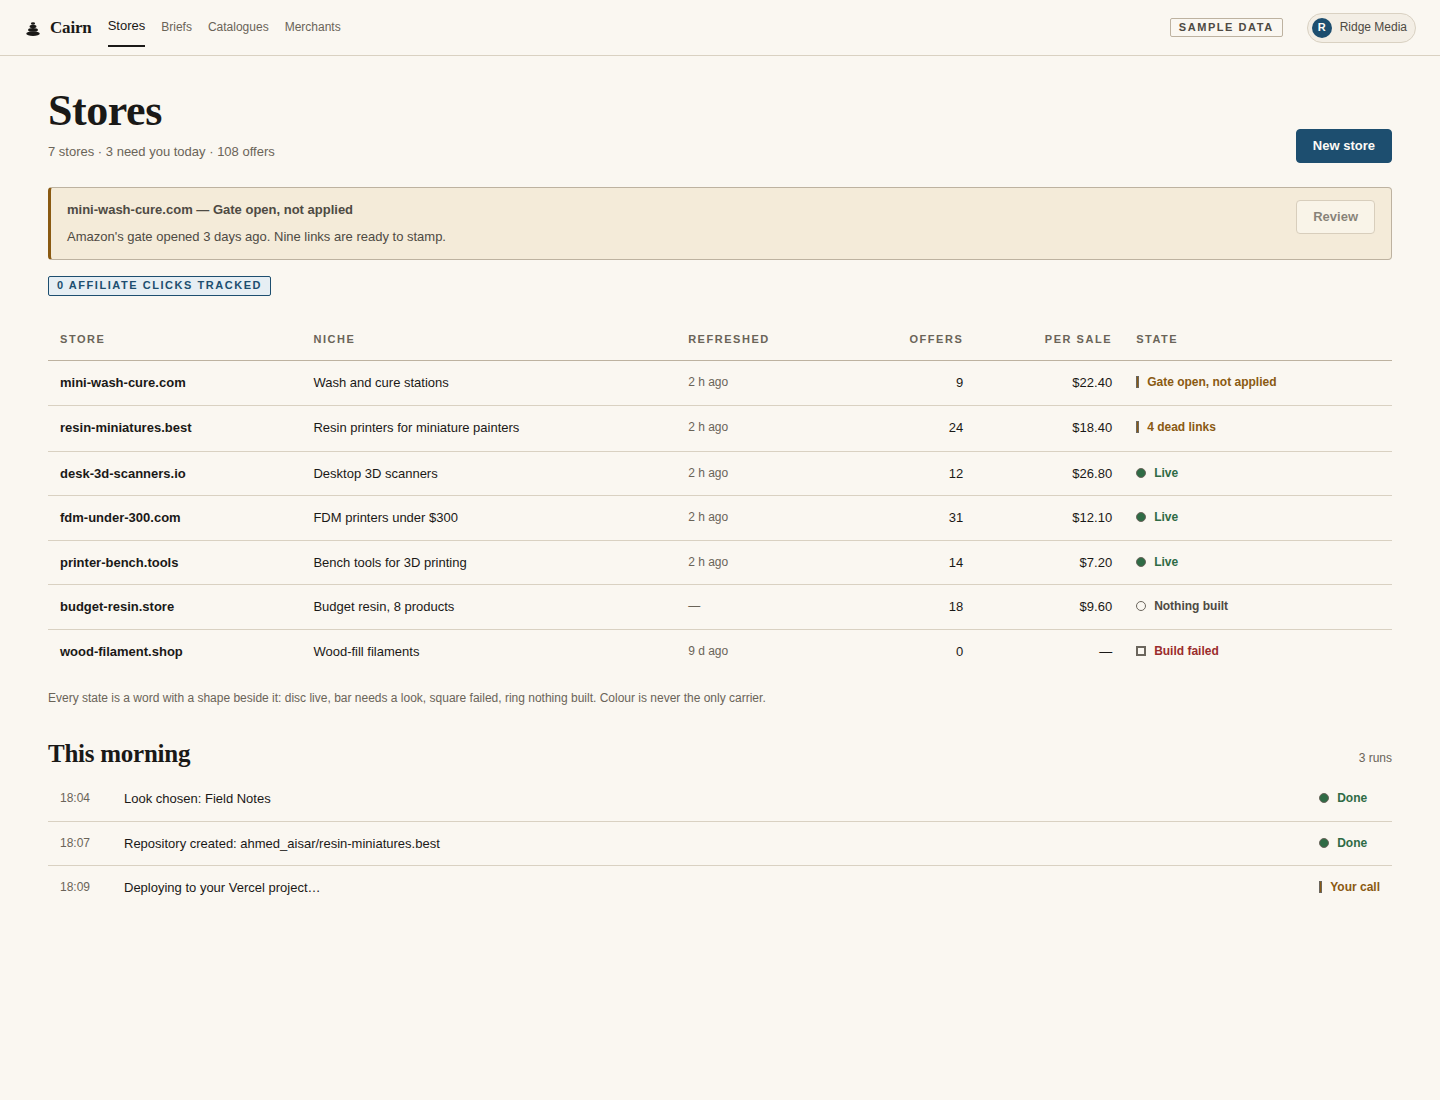 Cairn Stores Briefs Catalogues Merchants SAMPLE DATA R Ridge Media
Stores
7 stores · 3 need you today · 108 offers
New store
mini-wash-cure.com — Gate open, not applied
Amazon's gate opened 3 days ago. Nine links are ready to stamp.
Review
0 AFFILIATE CLICKS TRACKED
STORE NICHE REFRESHED OFFERS PER SALE STATE
mini-wash-cure.com Wash and cure stations 2 h ago 9 $22.40 Gate open, not applied
resin-miniatures.best Resin printers for miniature painters 2 h ago 24 $18.40 4 dead links
desk-3d-scanners.io Desktop 3D scanners 2 h ago 12 $26.80 Live
fdm-under-300.com FDM printers under $300 2 h ago 31 $12.10 Live
printer-bench.tools Bench tools for 3D printing 2 h ago 14 $7.20 Live
budget-resin.store Budget resin, 8 products — 18 $9.60 Nothing built
wood-filament.shop Wood-fill filaments 9 d ago 0 — Build failed
Every state is a word with a shape beside it: disc live, bar needs a look, square failed, ring nothing built. Colour is never the only carrier.
This morning 3 runs
18:04 Look chosen: Field Notes Done
18:07 Repository created: ahmed_aisar/resin-miniatures.best Done
18:09 Deploying to your Vercel project… Your call